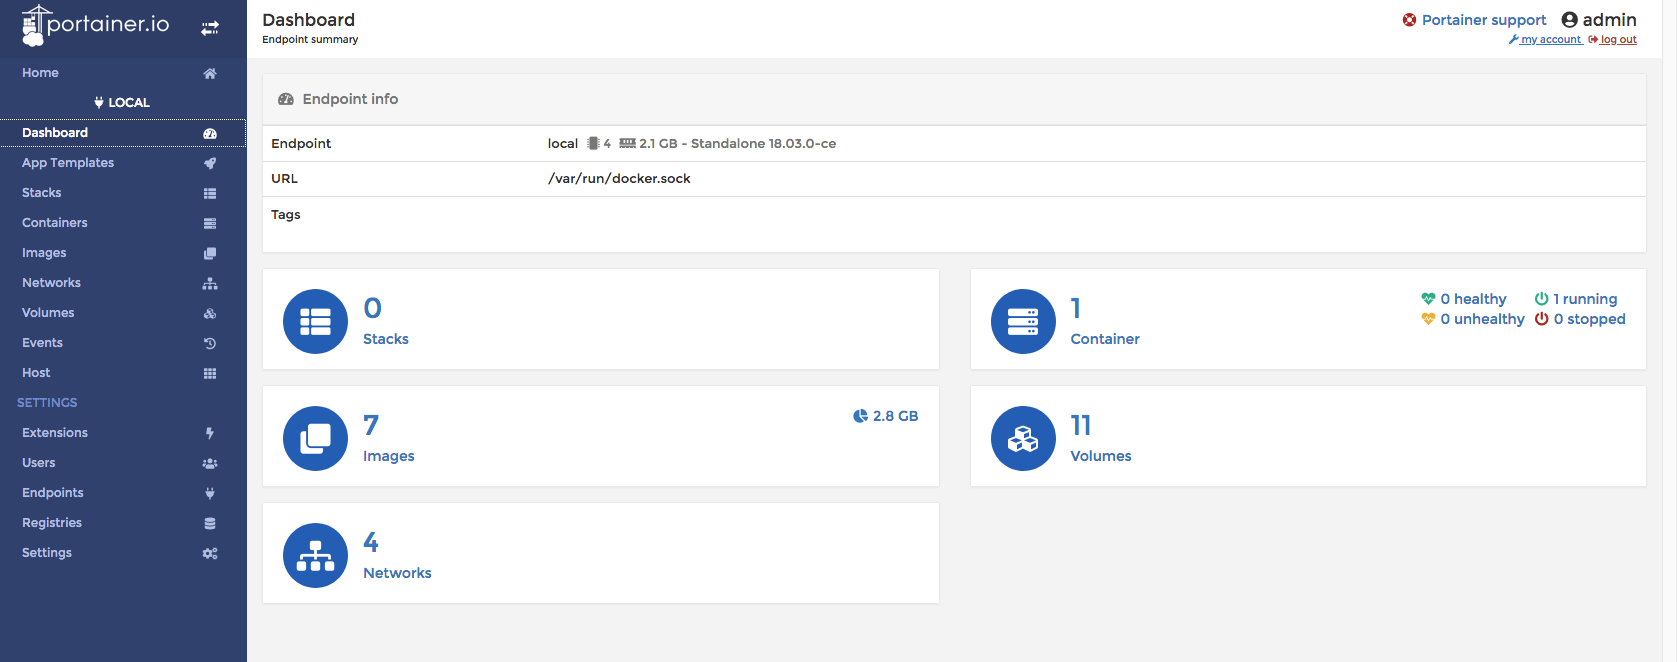 portainer.io
Home
LOCAL
Dashboard
App Templates
Stacks
Containers
Images
Networks
Volumes
Events
Host
SETTINGS
Extensions
Users
Endpoints
Registries
Settings
Dashboard
Endpoint summary
Portainer support admin
my account log out
Endpoint info
Endpoint local 4 2.1 GB - Standalone 18.03.0-ce
URL /var/run/docker.sock
Tags
0
Stacks
1
Container
0 healthy 1 running
0 unhealthy 0 stopped
7
Images
2.8 GB
11
Volumes
4
Networks